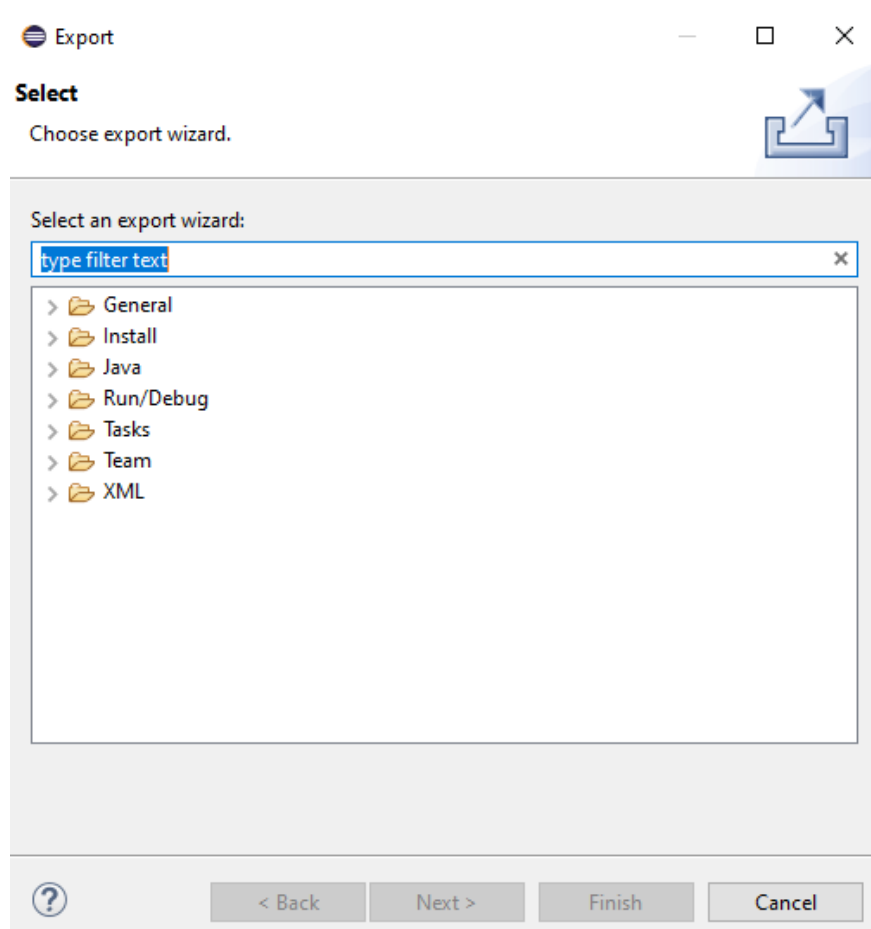 Export
Select
Choose export wizard.
Select an export wizard:
type filter text
General
Install
Java
Run/Debug
Tasks
Team
XML
? < Back Next > Finish Cancel